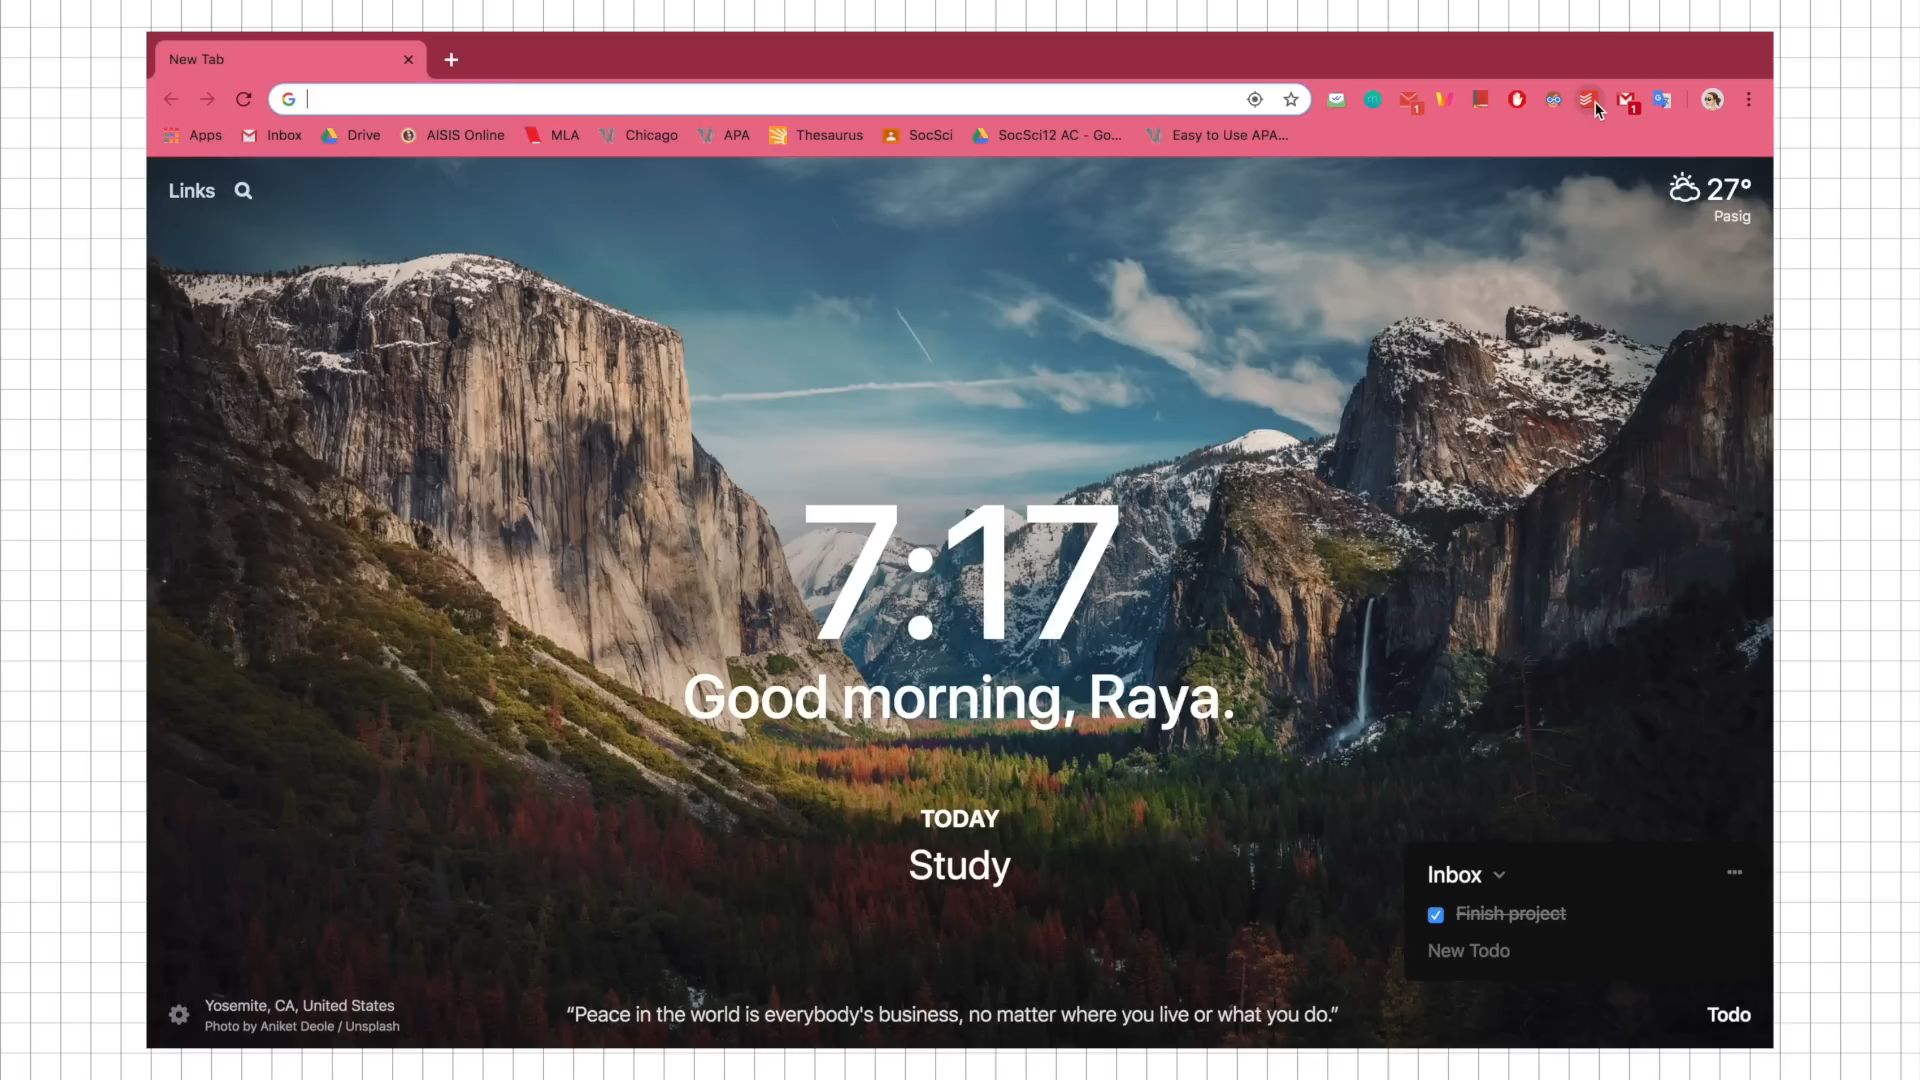 New Tab
Apps Inbox Drive AISIS Online MLA Chicago APA Thesaurus SocSci SocSci12 AC - Go... Easy to Use APA...
1
1
Links
27°
Pasig
7:17
Good morning, Raya.
TODAY
Study
Inbox
Finish project
New Todo
Yosemite, CA, United States
Photo by Aniket Deole / Unsplash
“Peace in the world is everybody's business, no matter where you live or what you do.”
Todo